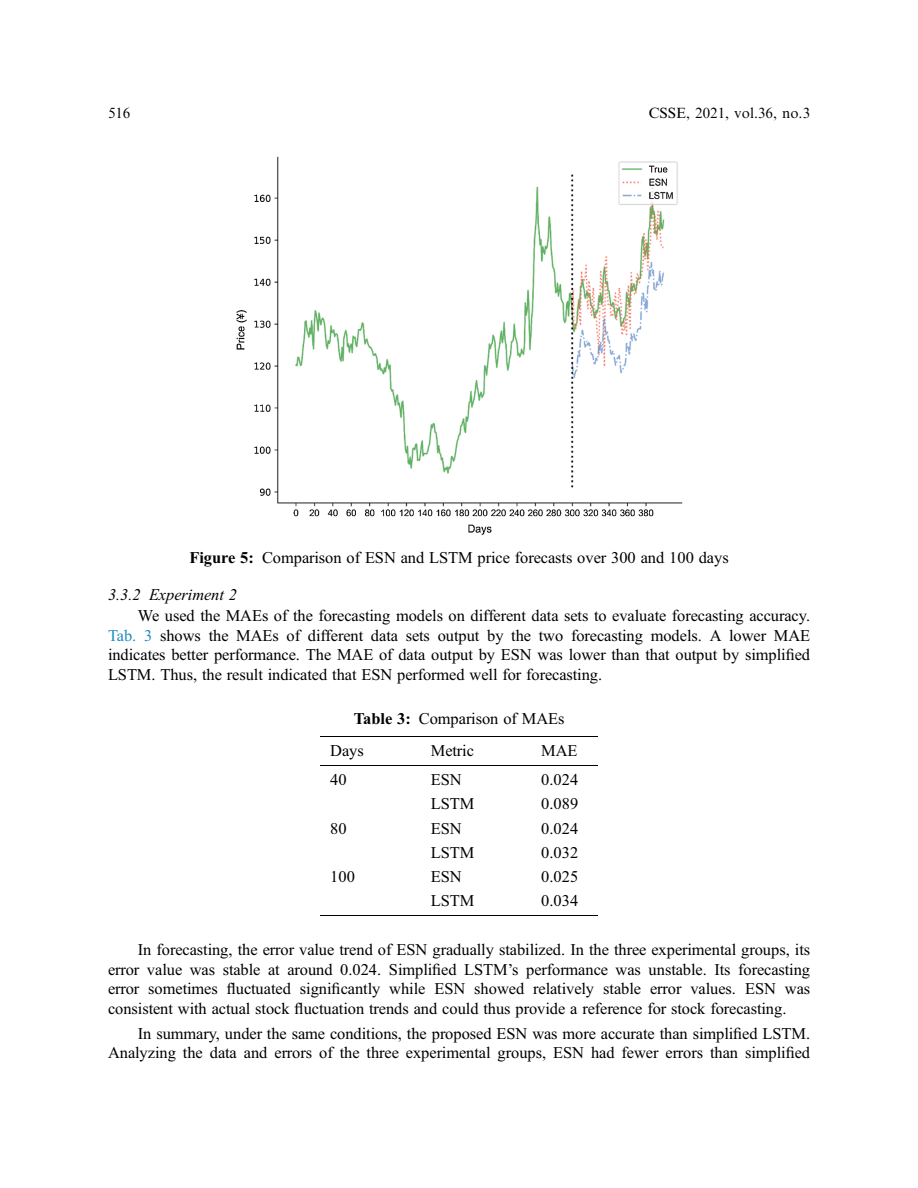 516
CSSE, 2021, vol.36, no.3
True
ESN
LSTM
160
150
140
130
120
110
100
90
Price (¥)
0 20 40 60 80 100 120 140 160 180 200 220 240 260 280 300 320 340 360 380
Days
Figure 5: Comparison of ESN and LSTM price forecasts over 300 and 100 days
3.3.2 Experiment 2
We used the MAEs of the forecasting models on different data sets to evaluate forecasting accuracy.
Tab. 3 shows the MAEs of different data sets output by the two forecasting models. A lower MAE
indicates better performance. The MAE of data output by ESN was lower than that output by simplified
LSTM. Thus, the result indicated that ESN performed well for forecasting.
Table 3: Comparison of MAEs
Days Metric MAE
40 ESN 0.024
LSTM 0.089
80 ESN 0.024
LSTM 0.032
100 ESN 0.025
LSTM 0.034
In forecasting, the error value trend of ESN gradually stabilized. In the three experimental groups, its
error value was stable at around 0.024. Simplified LSTM's performance was unstable. Its forecasting
error sometimes fluctuated significantly while ESN showed relatively stable error values. ESN was
consistent with actual stock fluctuation trends and could thus provide a reference for stock forecasting.
In summary, under the same conditions, the proposed ESN was more accurate than simplified LSTM.
Analyzing the data and errors of the three experimental groups, ESN had fewer errors than simplified